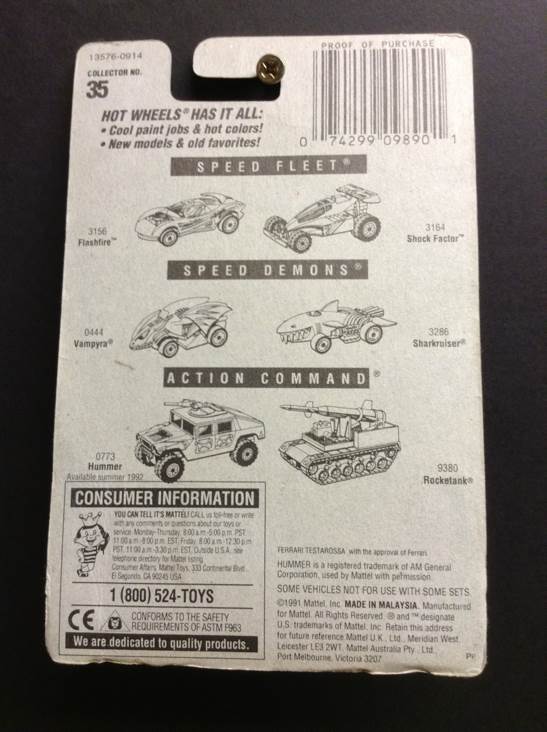 13576-0914
COLLECTOR NO.
35
PROOF OF PURCHASE
0 74299 09890 1
HOT WHEELS® HAS IT ALL:
• Cool paint jobs & hot colors!
• New models & old favorites!
SPEED FLEET®
3156
Flashfire™
3164
Shock Factor™
SPEED DEMONS®
0444
Vampyra®
3286
Sharkruiser®
ACTION COMMAND®
0773
Hummer
Available summer 1992
9380
Rocketank®
CONSUMER INFORMATION
YOU CAN TELL IT'S MATTEL! CALL us toll-free or write
with any comments or questions about our toys or
service. Monday-Thursday, 8:00 a.m.-5:00 p.m. PST,
11:00 a.m.-8:00 p.m. EST, Friday, 8:00 a.m.-12:30 p.m.
PST, 11:00 a.m.-3:30 p.m. EST. Outside U.S.A. see
telephone directory for Mattel listing.
Consumer Affairs, Mattel Toys, 333 Continental Blvd.,
El Segundo, CA 90245 USA
1 (800) 524-TOYS
CE
CONFORMS TO THE SAFETY
REQUIREMENTS OF ASTM F963
We are dedicated to quality products.
FERRARI TESTAROSSA with the approval of Ferrari.
HUMMER is a registered trademark of AM General
Corporation, used by Mattel with permission.
SOME VEHICLES NOT FOR USE WITH SOME SETS.
©1991 Mattel, Inc. MADE IN MALAYSIA. Manufactured
for Mattel. All Rights Reserved. ® and ™ designate
U.S. trademarks of Mattel, Inc. Retain this address
for future reference: Mattel U.K., Ltd., Meridian West,
Leicester LE3 2WT. Mattel Australia Pty., Ltd.,
Port Melbourne, Victoria 3207.